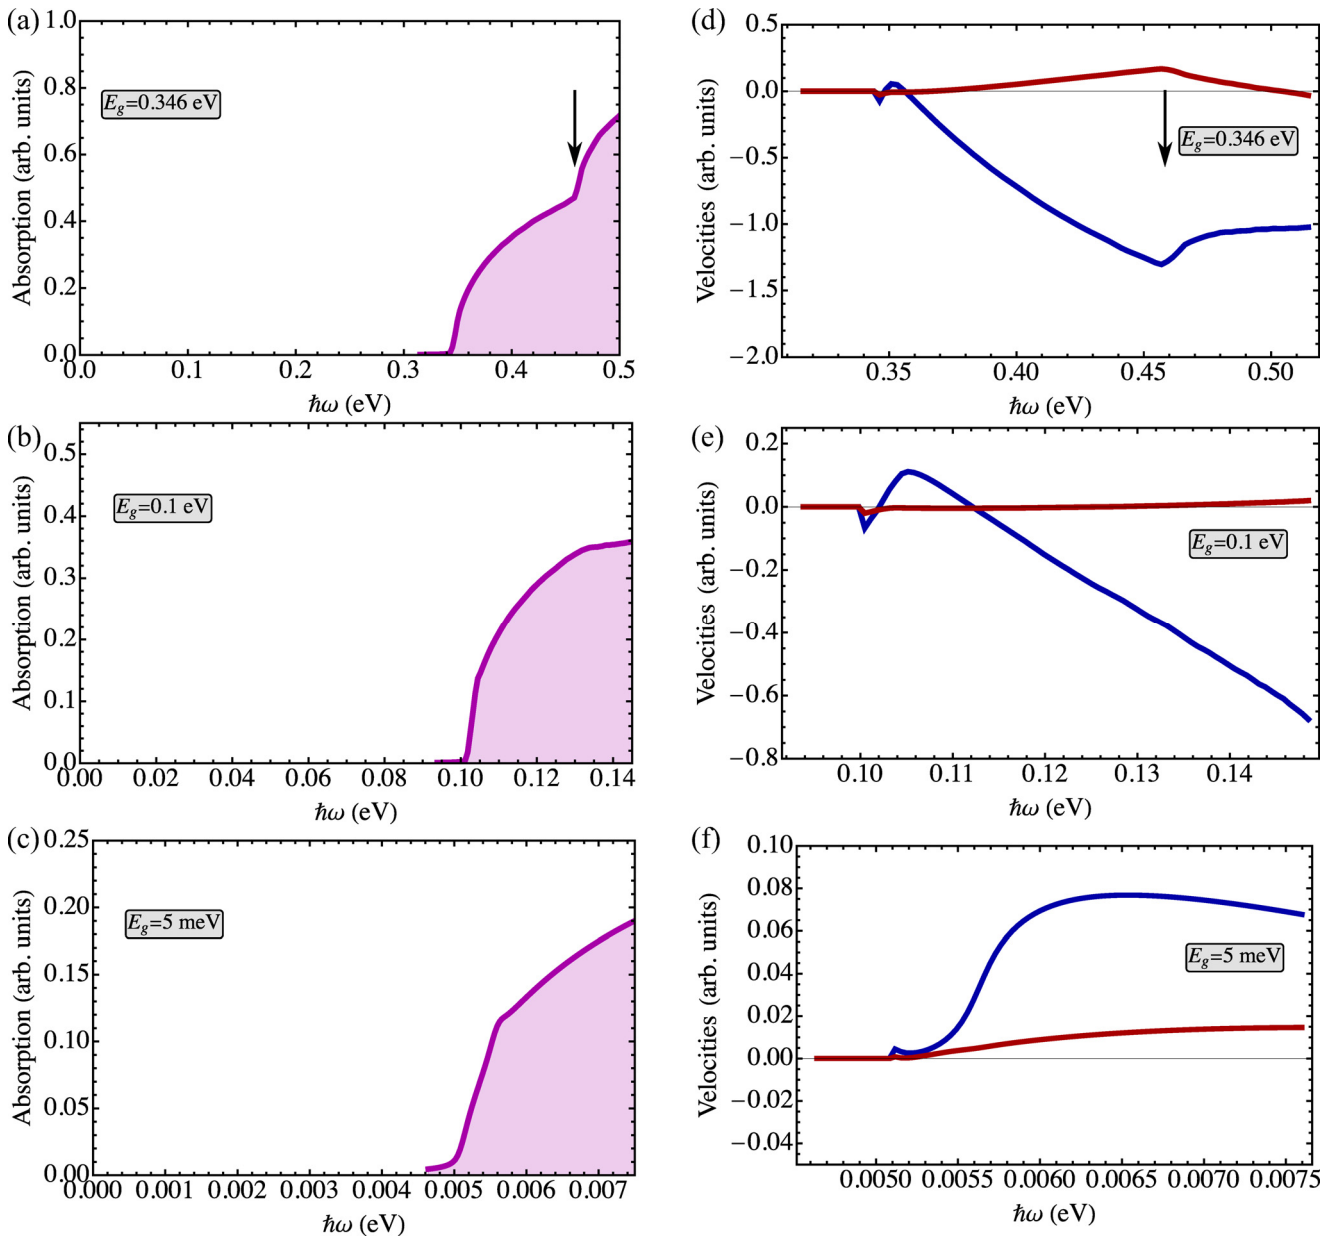 (a)
1.0
0.8
0.6
0.4
0.2
0.0
Absorption (arb. units)
E_g=0.346 eV
0.0 0.1 0.2 0.3 0.4 0.5
ℏω (eV)
(d)
0.5
0.0
−0.5
−1.0
−1.5
−2.0
Velocities (arb. units)
E_g=0.346 eV
0.35 0.40 0.45 0.50
ℏω (eV)
(b)
0.5
0.4
0.3
0.2
0.1
0.0
Absorption (arb. units)
E_g=0.1 eV
0.00 0.02 0.04 0.06 0.08 0.10 0.12 0.14
ℏω (eV)
(e)
0.2
0.0
−0.2
−0.4
−0.6
−0.8
Velocities (arb. units)
E_g=0.1 eV
0.10 0.11 0.12 0.13 0.14
ℏω (eV)
(c)
0.25
0.20
0.15
0.10
0.05
0.00
Absorption (arb. units)
E_g=5 meV
0.000 0.001 0.002 0.003 0.004 0.005 0.006 0.007
ℏω (eV)
(f)
0.10
0.08
0.06
0.04
0.02
0.00
−0.02
−0.04
Velocities (arb. units)
E_g=5 meV
0.0050 0.0055 0.0060 0.0065 0.0070 0.0075
ℏω (eV)